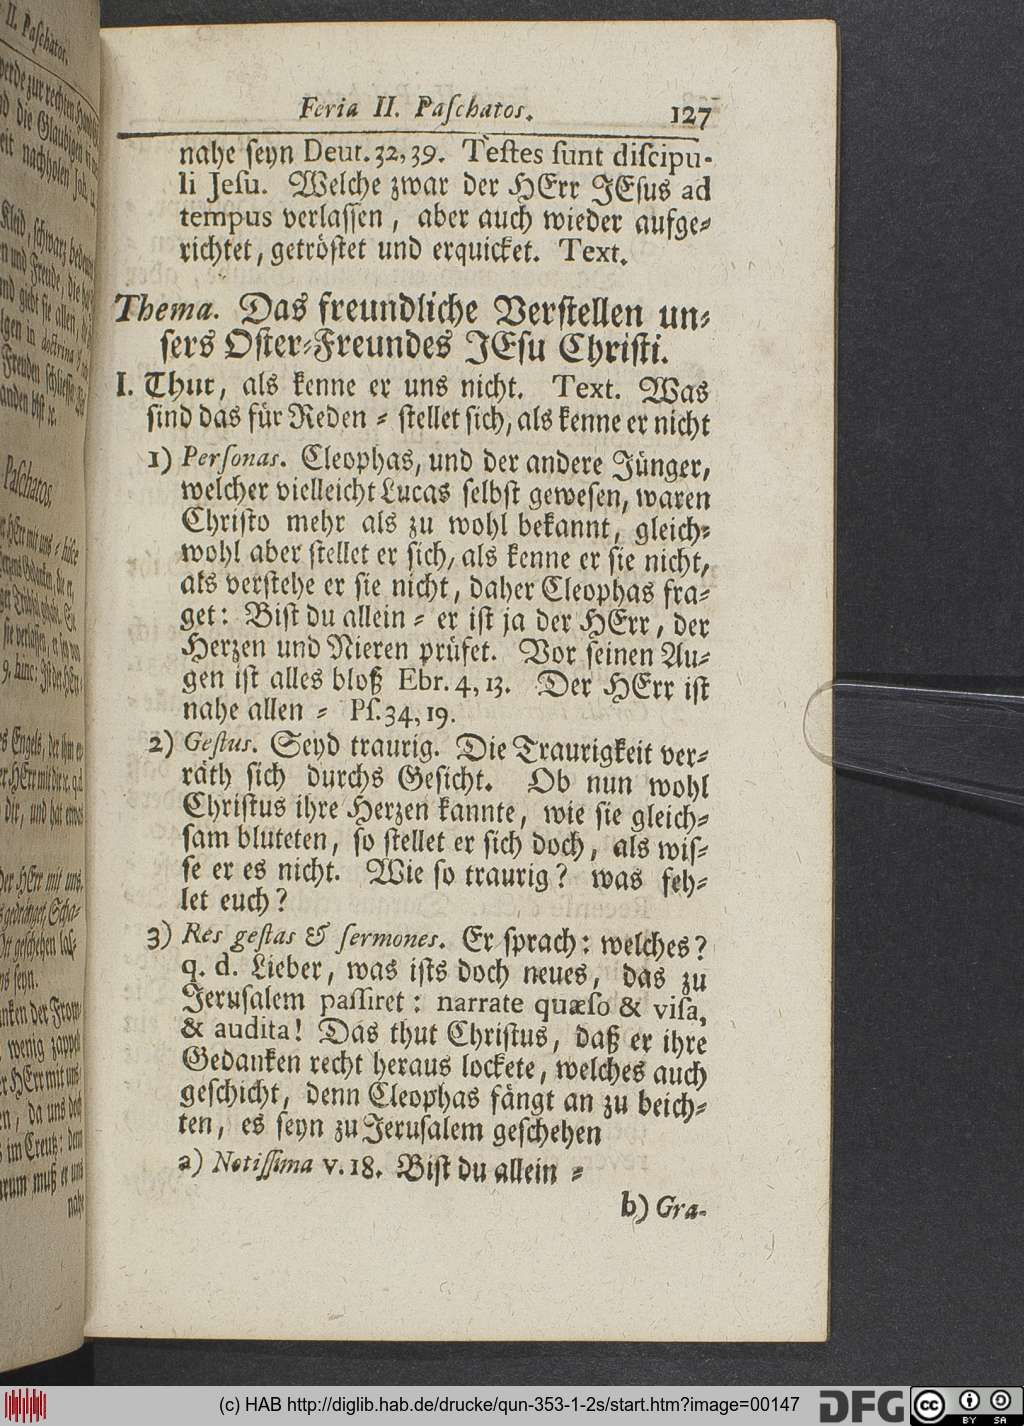 Feria II. Paſchatos. 127
nahe ſeyn Deut. 32, 39. Teſtes ſunt diſcipu-
li Jeſu. Welche zwar der HErr JEſus ad
tempus verlaſſen, aber auch wieder aufge-
richtet, getröſtet und erquicket. Text.
Thema. Das freundliche Verſtellen un-
ſers Oſter-Freundes JEſu Chriſti.
I. Thut, als kenne er uns nicht. Text. Was
ſind das für Reden - ſtellet ſich, als kenne er nicht
1) Perſonas. Cleophas, und der andere Jünger,
welcher vielleicht Lucas ſelbſt geweſen, waren
Chriſto mehr als zu wohl bekannt, gleich-
wohl aber ſtellet er ſich, als kenne er ſie nicht,
als verſtehe er ſie nicht, daher Cleophas fra-
get: Biſt du allein - er iſt ja der HErr, der
Herzen und Nieren prüfet. Vor ſeinen Au-
gen iſt alles bloß Ebr. 4, 13. Der HErr iſt
nahe allen - Pſ. 34, 19.
2) Geſtus. Seyd traurig. Die Traurigkeit ver-
räth ſich durchs Geſicht. Ob nun wohl
Chriſtus ihre Herzen kannte, wie ſie gleich-
ſam bluteten, ſo ſtellet er ſich doch, als wiſ-
ſe er es nicht. Wie ſo traurig? was feh-
let euch?
3) Res geſtas & ſermones. Er ſprach: welches?
q. d. Lieber, was iſts doch neues, das zu
Jeruſalem paſſiret: narrate quæſo & viſa,
& audita! Das thut Chriſtus, daß er ihre
Gedanken recht heraus lockete, welches auch
geſchicht, denn Cleophas fängt an zu beich-
ten, es ſeyn zu Jeruſalem geſchehen
a) Notiſſima v. 18. Biſt du allein -
b) Gra-
(c) HAB http://diglib.hab.de/drucke/qun-353-1-2s/start.htm?image=00147
DFG
cc BY SA